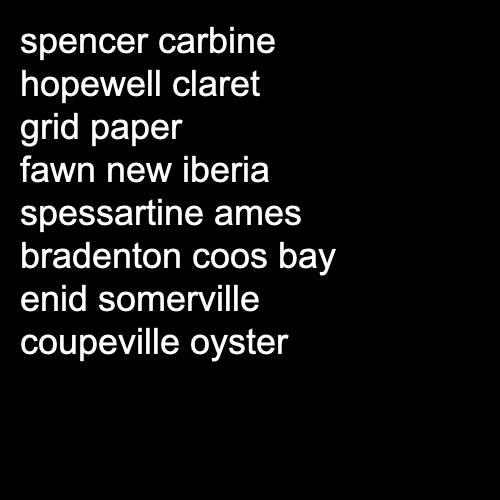 spencer carbine
hopewell claret
grid paper
fawn new iberia
spessartine ames
bradenton coos bay
enid somerville
coupeville oyster